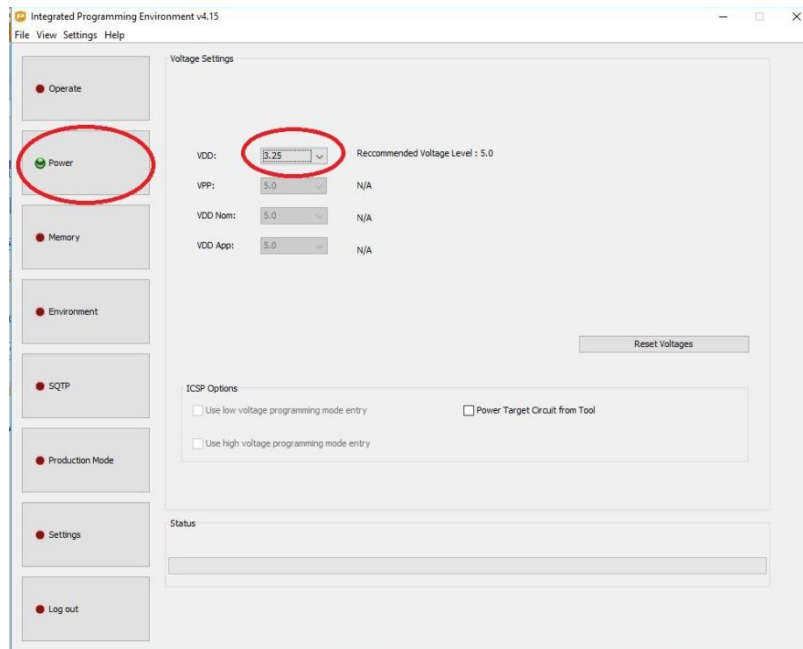 Integrated Programming Environment v4.15
File View Settings Help
Operate
Power
Memory
Environment
SQTP
Production Mode
Settings
Log out
Voltage Settings
VDD: 3.25 Reccommended Voltage Level : 5.0
VPP: 5.0 N/A
VDD Nom: 5.0 N/A
VDD App: 5.0 N/A
Reset Voltages
ICSP Options
Use low voltage programming mode entry Power Target Circuit from Tool
Use high voltage programming mode entry
Status